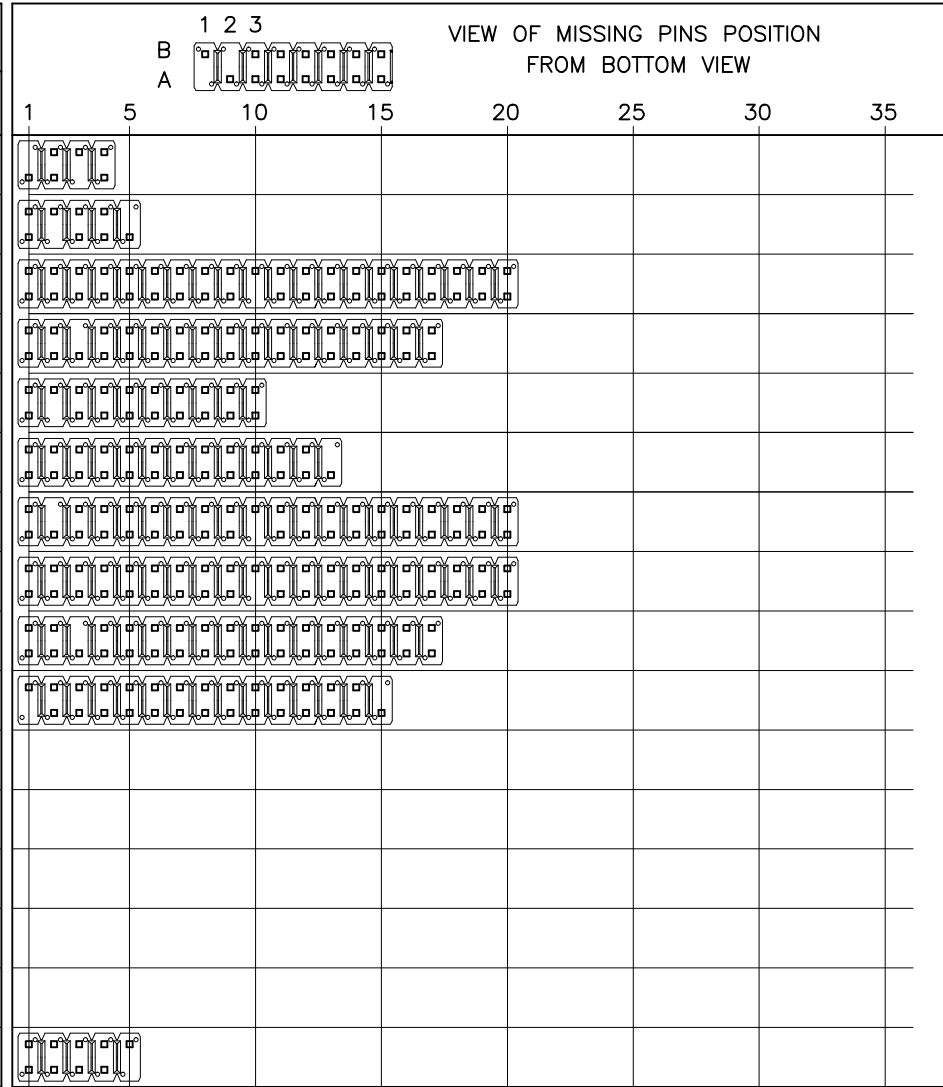 1 2 3
B
A
VIEW OF MISSING PINS POSITION
FROM BOTTOM VIEW
1 5 10 15 20 25 30 35